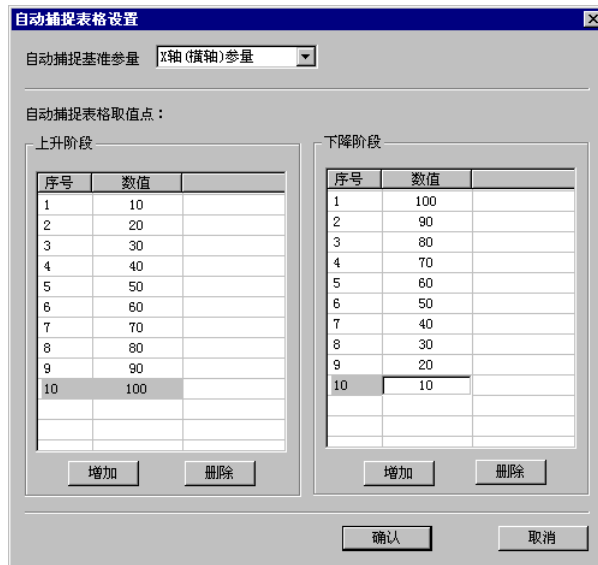 自动捕捉表格设置
自动捕捉基准参量 X轴(横轴)参量
自动捕捉表格取值点：
上升阶段
序号 数值
1 10
2 20
3 30
4 40
5 50
6 60
7 70
8 80
9 90
10 100
增加 删除
下降阶段
序号 数值
1 100
2 90
3 80
4 70
5 60
6 50
7 40
8 30
9 20
10 10
增加 删除
确认 取消